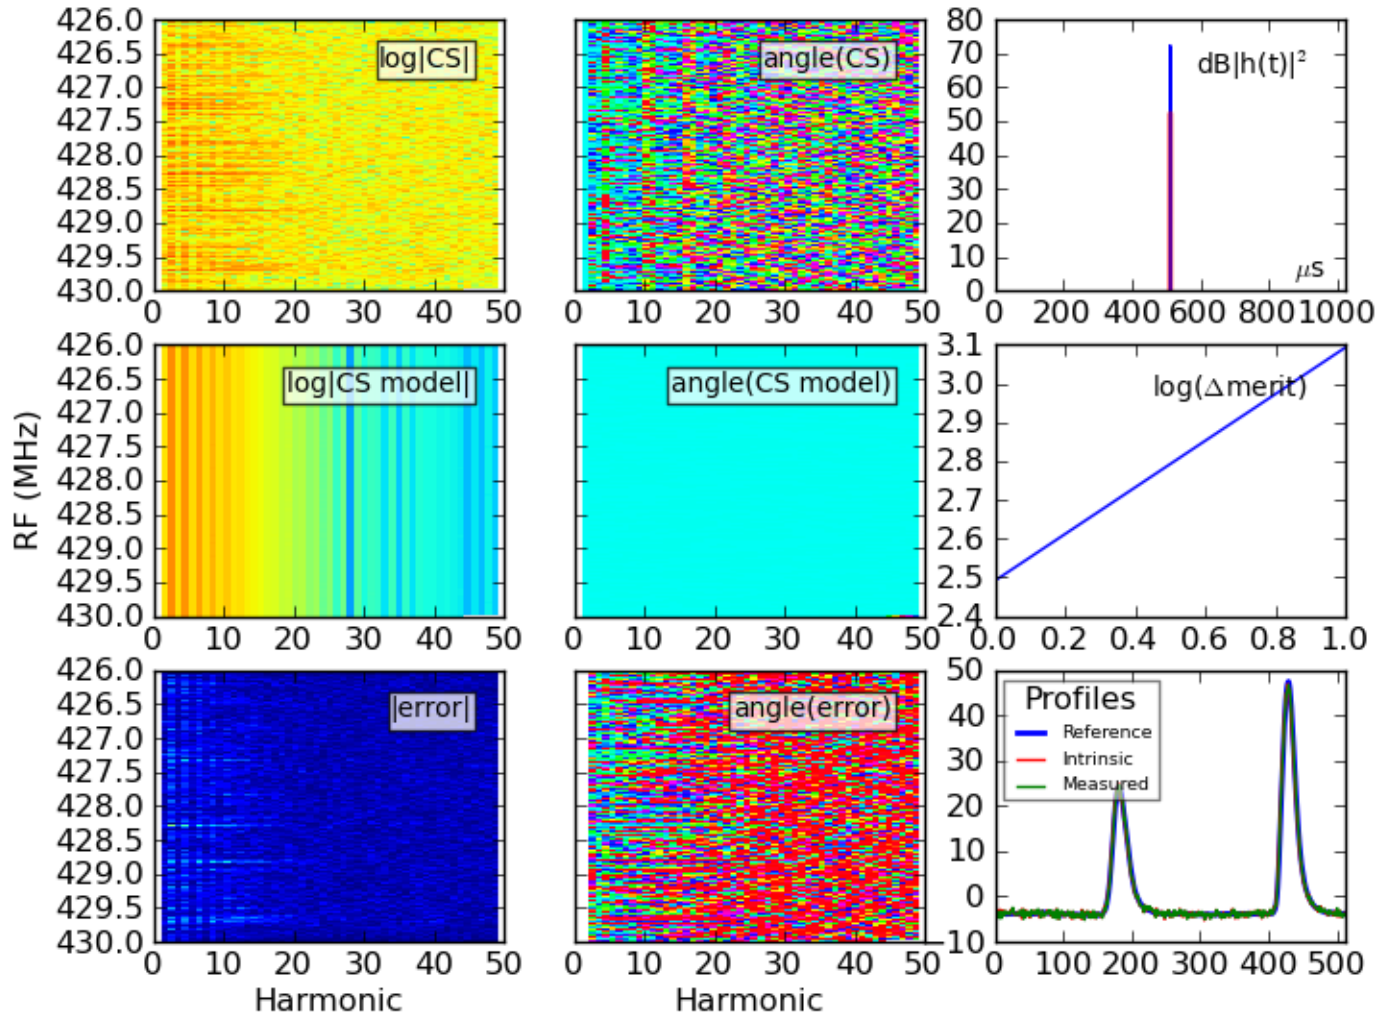 426.0
426.5
427.0
427.5
428.0
428.5
429.0
429.5
430.0
0 10 20 30 40 50
log|CS|
0 10 20 30 40 50
angle(CS)
80
70
60
50
40
30
20
10
0
0 200 400 600 800 1000
dB|h(t)|²
μs
RF (MHz)
426.0
426.5
427.0
427.5
428.0
428.5
429.0
429.5
430.0
0 10 20 30 40 50
log|CS model|
0 10 20 30 40 50
angle(CS model)
3.1
3.0
2.9
2.8
2.7
2.6
2.5
2.4
0.0 0.2 0.4 0.6 0.8 1.0
log(Δmerit)
426.0
426.5
427.0
427.5
428.0
428.5
429.0
429.5
430.0
0 10 20 30 40 50
|error|
Harmonic
0 10 20 30 40 50
angle(error)
Harmonic
50
40
30
20
10
0
−10
0 100 200 300 400 500
Profiles
Reference
Intrinsic
Measured